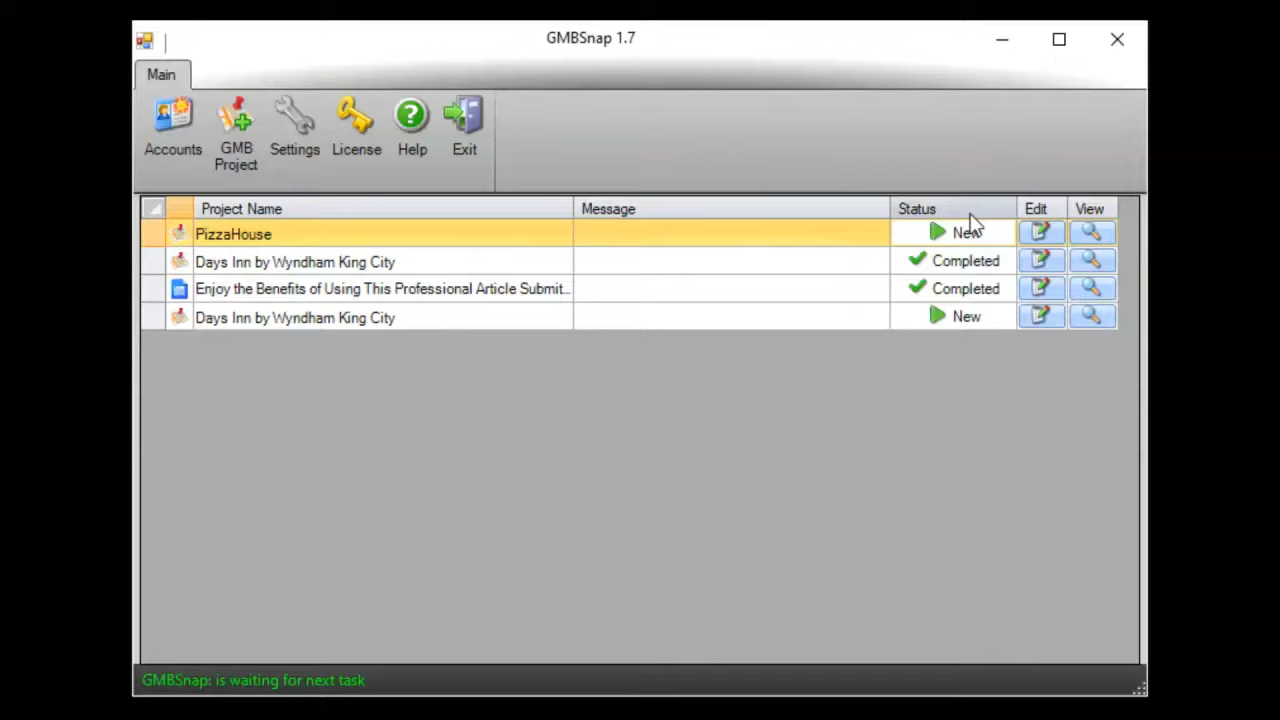 GMBSnap 1.7
Main
Accounts
GMB
Project
Settings
License
Help
Exit
Project Name Message Status Edit View
PizzaHouse New
Days Inn by Wyndham King City Completed
Enjoy the Benefits of Using This Professional Article Submit... Completed
Days Inn by Wyndham King City New
GMBSnap: is waiting for next task